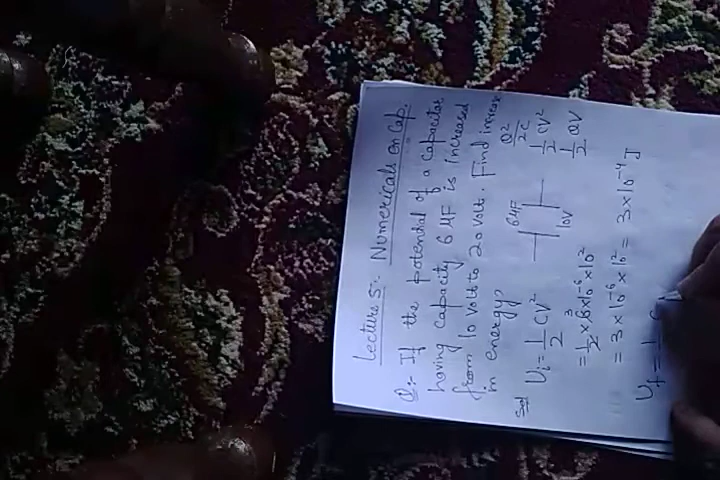 Lecture 5:- Numericals on Cap.
Q:- If the potential of a capacitor
having capacity 6 μF is increased
from 10 volt to 20 volt. Find increase
in energy?
Sol Uᵢ = 1/2 CV²
6μF
10V
Q²/2C
1/2 CV²
1/2 QV
= 1/2 × 6 3 × 10⁻⁶ × 10²
= 3 × 10⁻⁶ × 10² = 3 × 10⁻⁴ J
U_f = 1